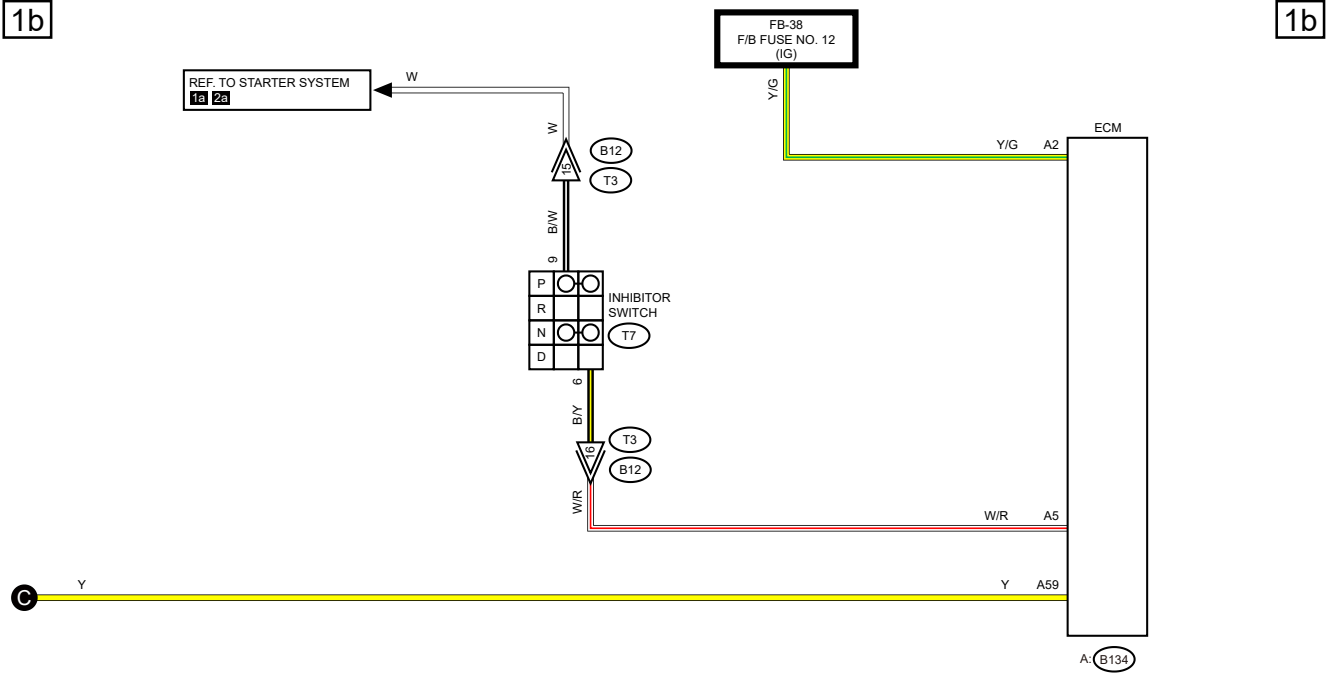 1b
1b
FB-38
F/B FUSE NO. 12
(IG)
REF. TO STARTER SYSTEM
1a 2a
W
Y/G
W
B12
15
T3
ECM
Y/G A2
B/W
9
P
R
N
D
INHIBITOR
SWITCH
T7
6
B/Y
T3
16
B12
W/R
W/R A5
C
Y
Y A59
A: B134